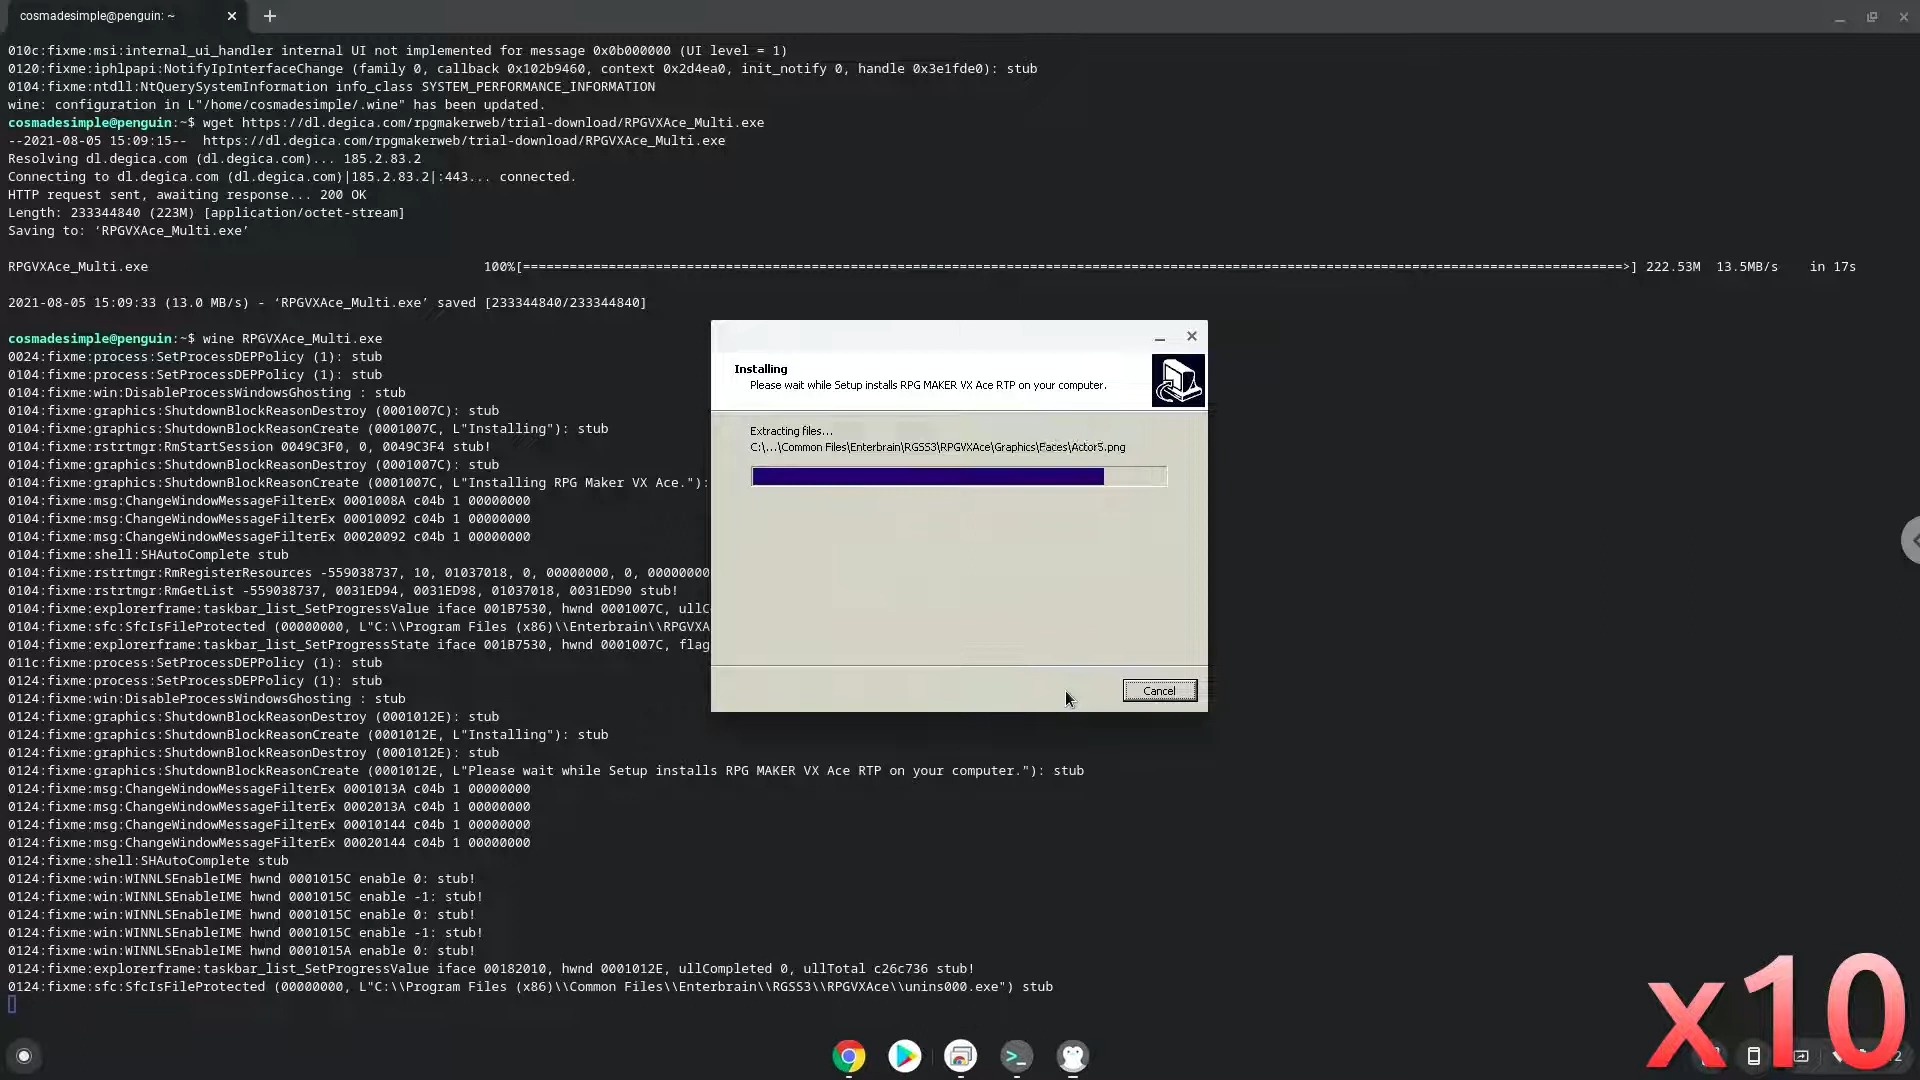 cosmadesimple@penguin: ~
010c:fixme:msi:internal_ui_handler internal UI not implemented for message 0x0b000000 (UI level = 1)
0120:fixme:iphlpapi:NotifyIpInterfaceChange (family 0, callback 0x102b9460, context 0x2d4ea0, init_notify 0, handle 0x3e1fde0): stub
0104:fixme:ntdll:NtQuerySystemInformation info_class SYSTEM_PERFORMANCE_INFORMATION
wine: configuration in L"/home/cosmadesimple/.wine" has been updated.
cosmadesimple@penguin:~$ wget https://dl.degica.com/rpgmakerweb/trial-download/RPGVXAce_Multi.exe
--2021-08-05 15:09:15--  https://dl.degica.com/rpgmakerweb/trial-download/RPGVXAce_Multi.exe
Resolving dl.degica.com (dl.degica.com)... 185.2.83.2
Connecting to dl.degica.com (dl.degica.com)|185.2.83.2|:443... connected.
HTTP request sent, awaiting response... 200 OK
Length: 233344840 (223M) [application/octet-stream]
Saving to: ‘RPGVXAce_Multi.exe’
RPGVXAce_Multi.exe 100%[=====================================================>] 222.53M 13.5MB/s in 17s
2021-08-05 15:09:33 (13.0 MB/s) - ‘RPGVXAce_Multi.exe’ saved [233344840/233344840]
cosmadesimple@penguin:~$ wine RPGVXAce_Multi.exe
0024:fixme:process:SetProcessDEPPolicy (1): stub
0104:fixme:process:SetProcessDEPPolicy (1): stub
0104:fixme:win:DisableProcessWindowsGhosting : stub
0104:fixme:graphics:ShutdownBlockReasonDestroy (0001007C): stub
0104:fixme:graphics:ShutdownBlockReasonCreate (0001007C, L"Installing"): stub
0104:fixme:rstrtmgr:RmStartSession 0049C3F0, 0, 0049C3F4 stub!
0104:fixme:graphics:ShutdownBlockReasonDestroy (0001007C): stub
0104:fixme:graphics:ShutdownBlockReasonCreate (0001007C, L"Installing RPG Maker VX Ace."):
0104:fixme:msg:ChangeWindowMessageFilterEx 0001008A c04b 1 00000000
0104:fixme:msg:ChangeWindowMessageFilterEx 00010092 c04b 1 00000000
0104:fixme:msg:ChangeWindowMessageFilterEx 00020092 c04b 1 00000000
0104:fixme:shell:SHAutoComplete stub
0104:fixme:rstrtmgr:RmRegisterResources -559038737, 10, 01037018, 0, 00000000, 0, 00000000
0104:fixme:rstrtmgr:RmGetList -559038737, 0031ED94, 0031ED98, 01037018, 0031ED90 stub!
0104:fixme:explorerframe:taskbar_list_SetProgressValue iface 001B7530, hwnd 0001007C, ullC
0104:fixme:sfc:SfcIsFileProtected (00000000, L"C:\\Program Files (x86)\\Enterbrain\\RPGVXA
0104:fixme:explorerframe:taskbar_list_SetProgressState iface 001B7530, hwnd 0001007C, flag
011c:fixme:process:SetProcessDEPPolicy (1): stub
0124:fixme:process:SetProcessDEPPolicy (1): stub
0124:fixme:win:DisableProcessWindowsGhosting : stub
0124:fixme:graphics:ShutdownBlockReasonDestroy (0001012E): stub
0124:fixme:graphics:ShutdownBlockReasonCreate (0001012E, L"Installing"): stub
0124:fixme:graphics:ShutdownBlockReasonDestroy (0001012E): stub
0124:fixme:graphics:ShutdownBlockReasonCreate (0001012E, L"Please wait while Setup installs RPG MAKER VX Ace RTP on your computer."): stub
0124:fixme:msg:ChangeWindowMessageFilterEx 0001013A c04b 1 00000000
0124:fixme:msg:ChangeWindowMessageFilterEx 0002013A c04b 1 00000000
0124:fixme:msg:ChangeWindowMessageFilterEx 00010144 c04b 1 00000000
0124:fixme:msg:ChangeWindowMessageFilterEx 00020144 c04b 1 00000000
0124:fixme:shell:SHAutoComplete stub
0124:fixme:win:WINNLSEnableIME hwnd 0001015C enable 0: stub!
0124:fixme:win:WINNLSEnableIME hwnd 0001015C enable -1: stub!
0124:fixme:win:WINNLSEnableIME hwnd 0001015C enable 0: stub!
0124:fixme:win:WINNLSEnableIME hwnd 0001015C enable -1: stub!
0124:fixme:win:WINNLSEnableIME hwnd 0001015A enable 0: stub!
0124:fixme:explorerframe:taskbar_list_SetProgressValue iface 00182010, hwnd 0001012E, ullCompleted 0, ullTotal c26c736 stub!
0124:fixme:sfc:SfcIsFileProtected (00000000, L"C:\\Program Files (x86)\\Common Files\\Enterbrain\\RGSS3\\RPGVXAce\\unins000.exe") stub
Installing
Please wait while Setup installs RPG MAKER VX Ace RTP on your computer.
Extracting files...
C:\...\Common Files\Enterbrain\RGSS3\RPGVXAce\Graphics\Faces\Actor5.png
Cancel
x10